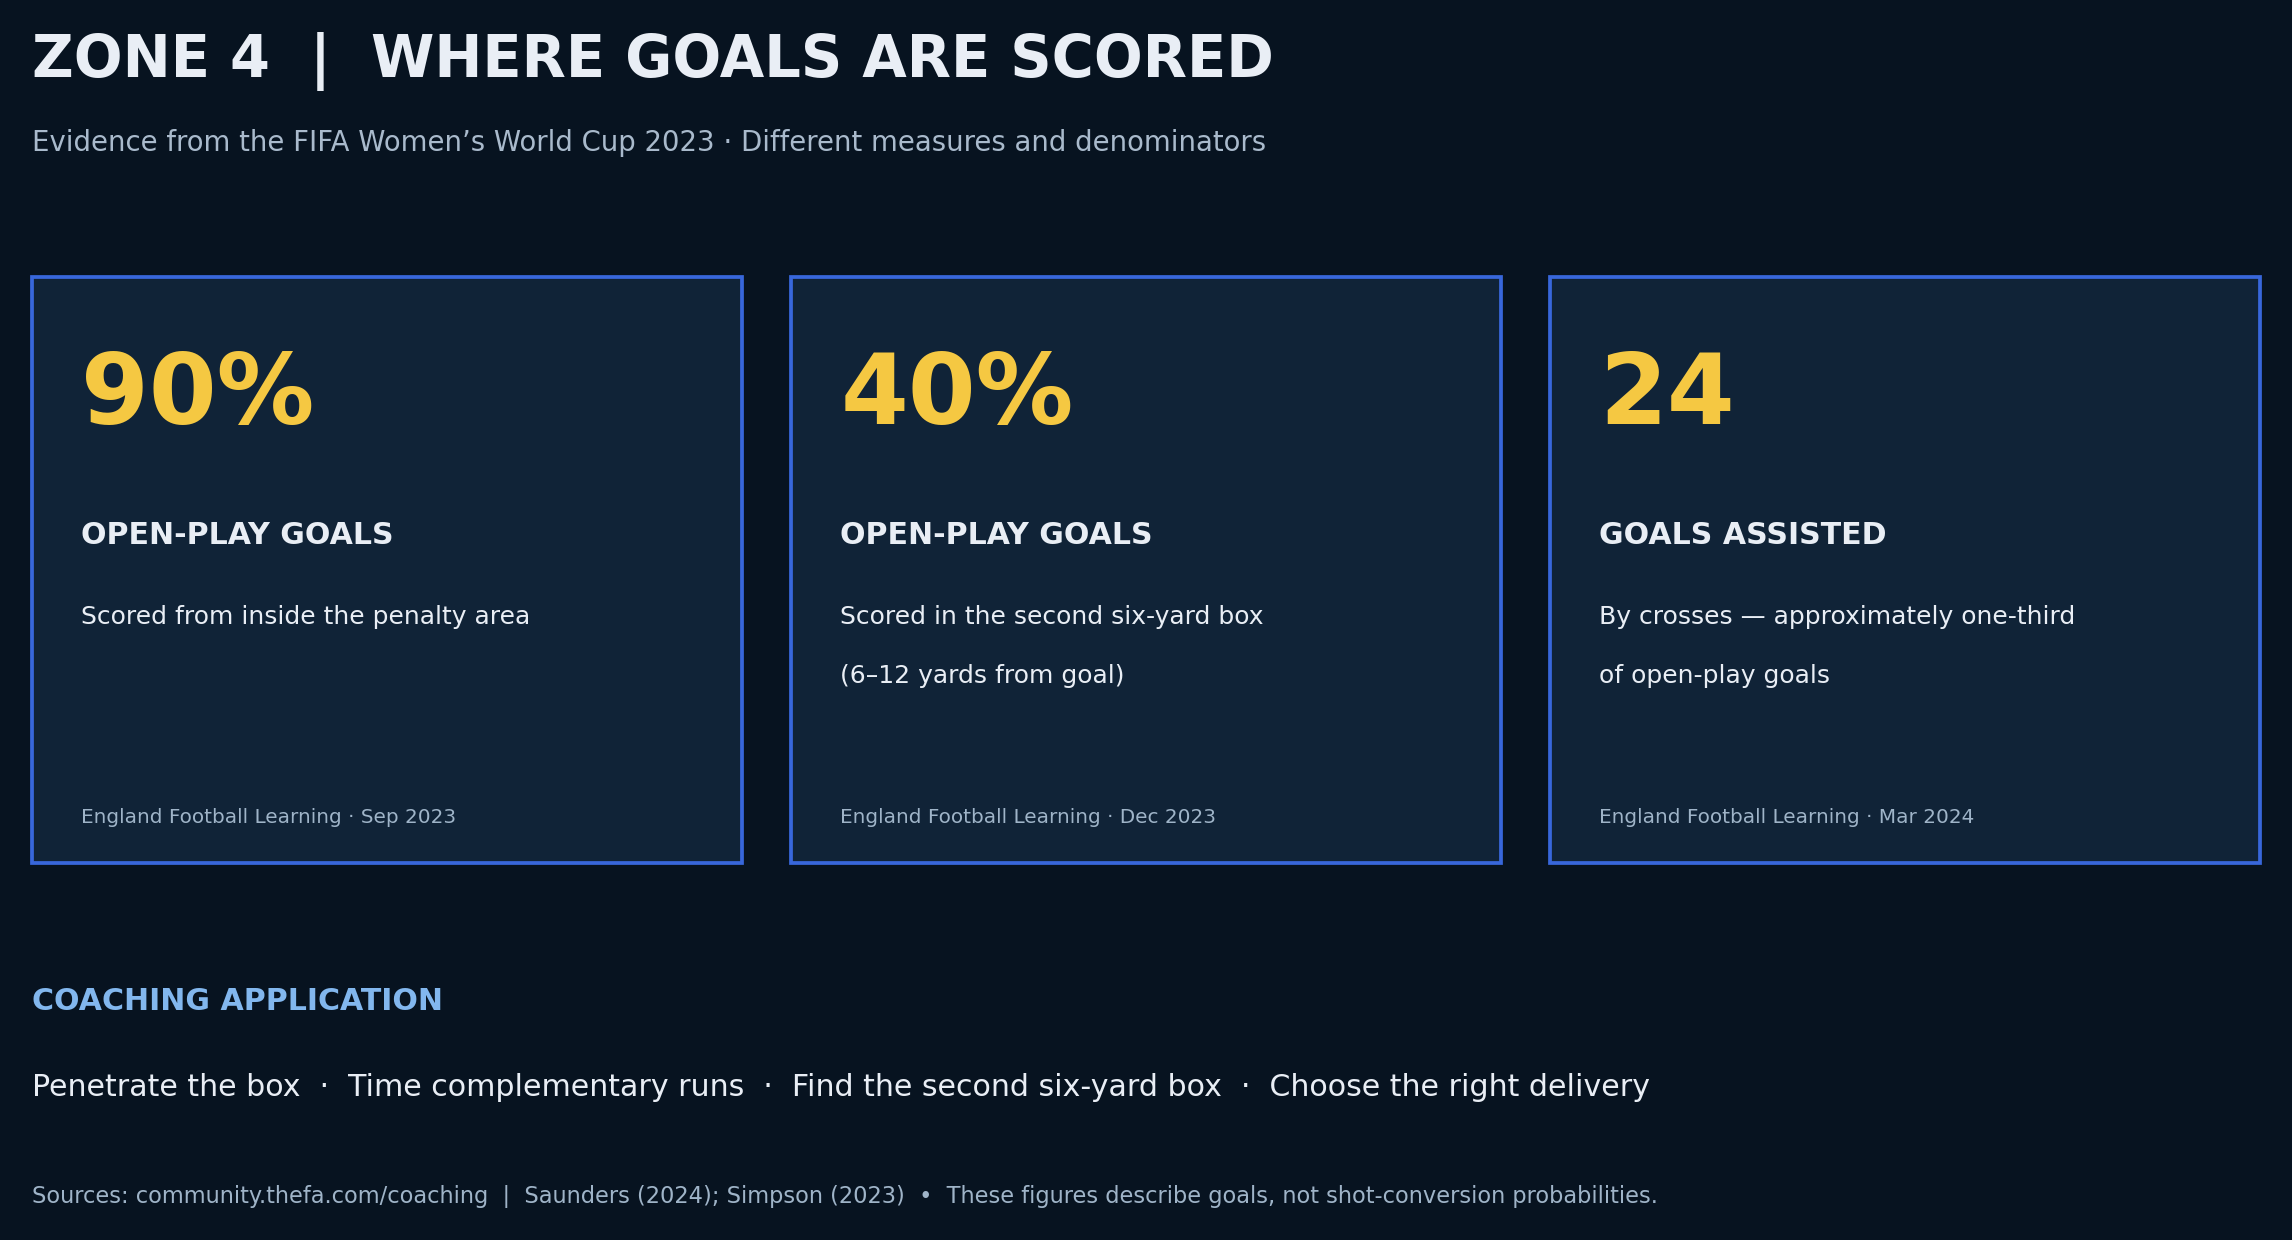 ZONE 4 | WHERE GOALS ARE SCORED
Evidence from the FIFA Women’s World Cup 2023 · Different measures and denominators
90%
OPEN-PLAY GOALS
Scored from inside the penalty area
England Football Learning · Sep 2023
40%
OPEN-PLAY GOALS
Scored in the second six-yard box
(6–12 yards from goal)
England Football Learning · Dec 2023
24
GOALS ASSISTED
By crosses — approximately one-third
of open-play goals
England Football Learning · Mar 2024
COACHING APPLICATION
Penetrate the box · Time complementary runs · Find the second six-yard box · Choose the right delivery
Sources: community.thefa.com/coaching | Saunders (2024); Simpson (2023) • These figures describe goals, not shot-conversion probabilities.